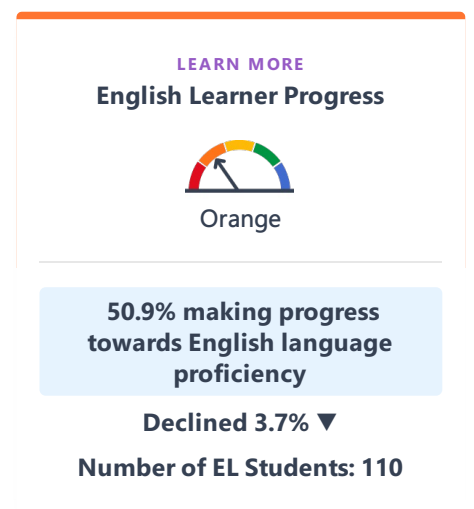 LEARN MORE
English Learner Progress
Orange
50.9% making progress
towards English language
proficiency
Declined 3.7% ▼
Number of EL Students: 110